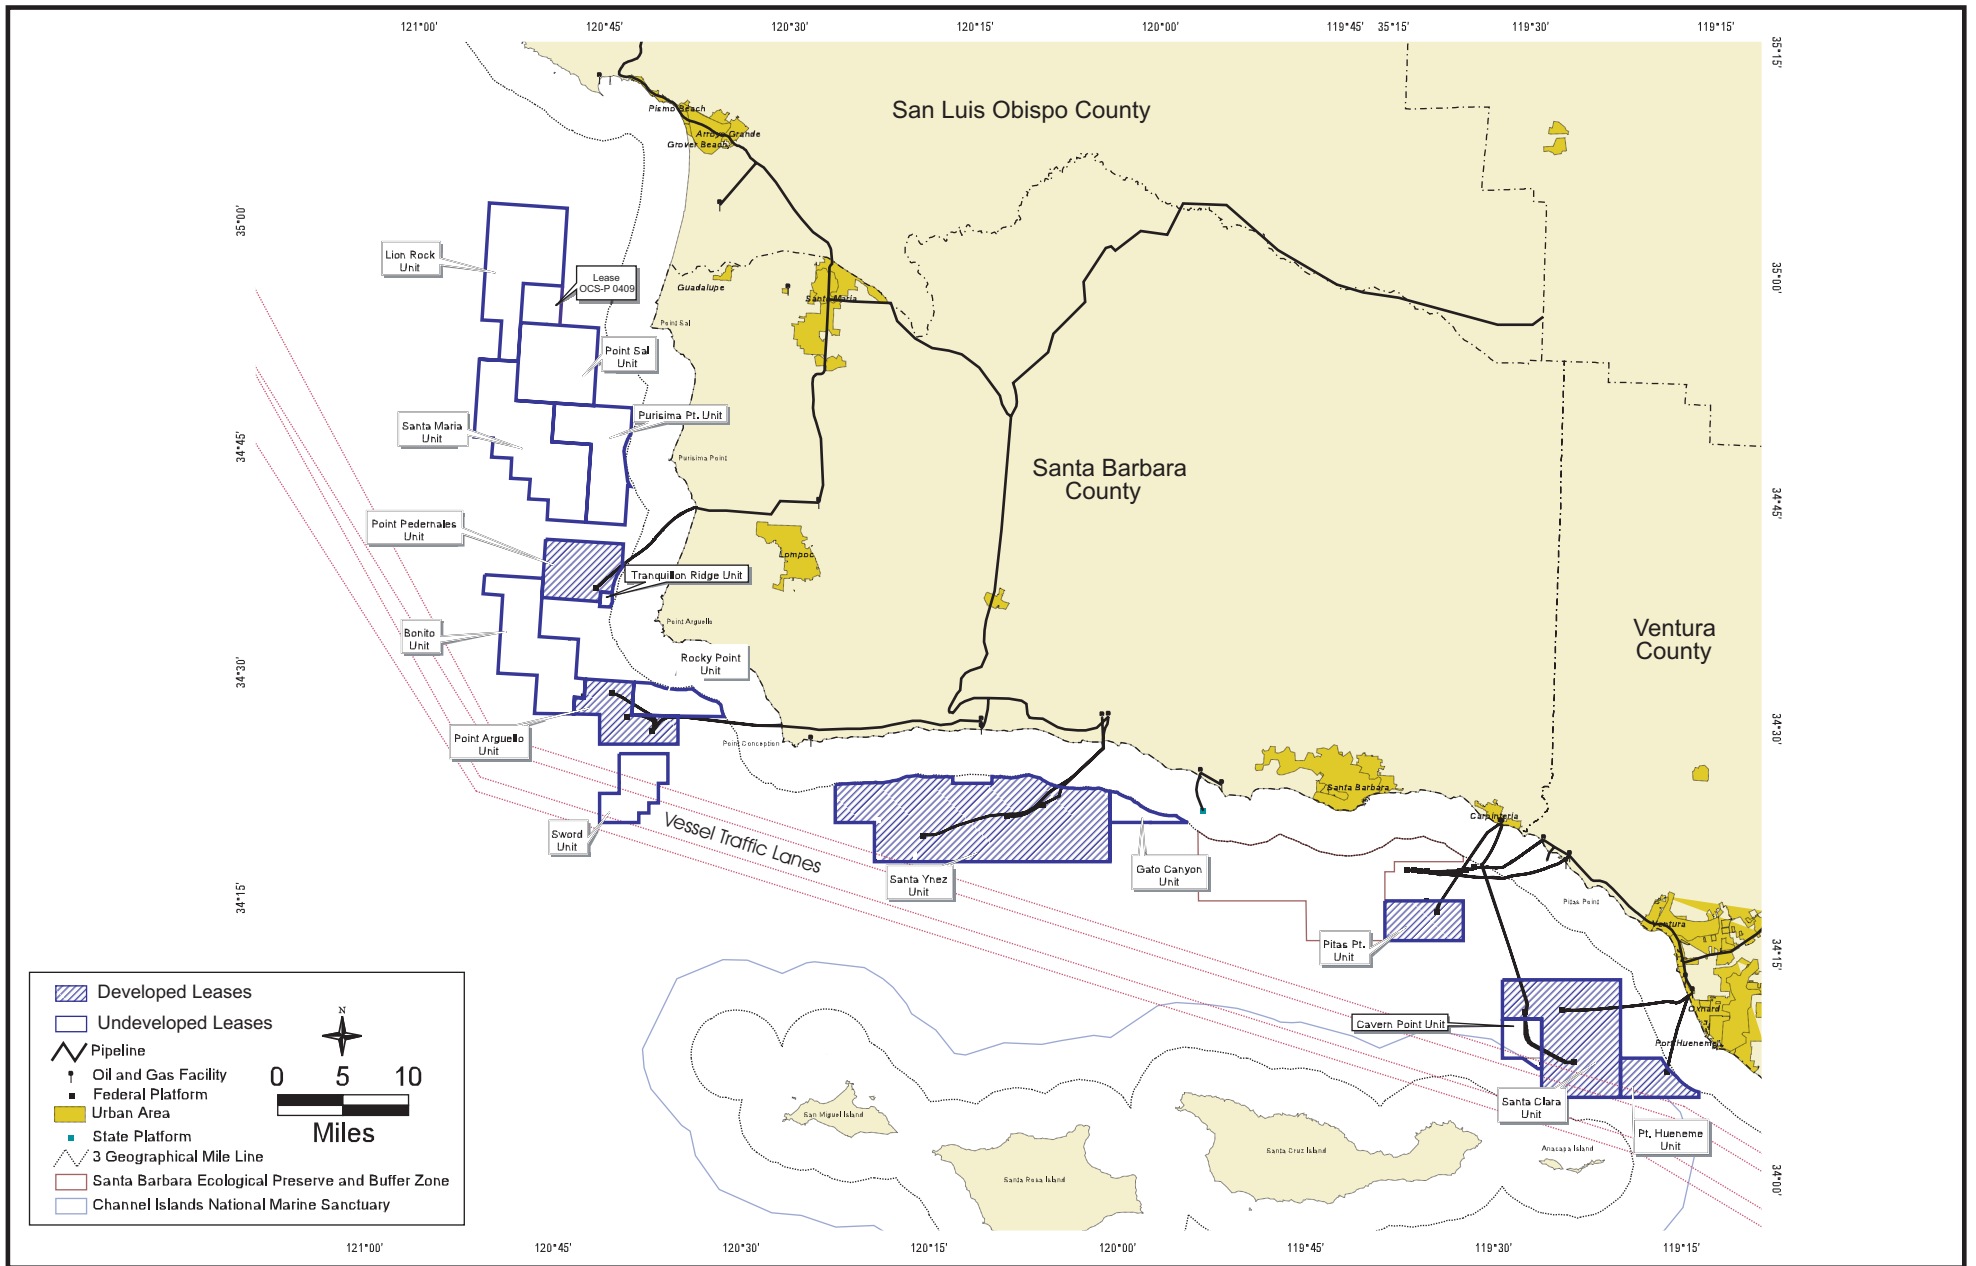 121°00'
120°45'
120°30'
120°15'
120°00'
119°45'
35°15'
119°30'
119°15'
35°15'
San Luis Obispo County
Pismo Beach
Arroyo Grande
Grover Beach
35°00'
35°00'
Lion Rock
Unit
Lease
OCS-P 0409
Guadalupe
Santa Maria
Point Sal
Point Sal
Unit
Purisima Pt. Unit
Santa Maria
Unit
34°45'
34°45'
Purisima Point
Santa Barbara
County
Point Pedernales
Unit
Lompoc
Tranquillon Ridge Unit
Point Arguello
Bonito
Unit
Ventura
County
Rocky Point
Unit
34°30'
34°30'
Point Arguello
Unit
Point Conception
Santa Barbara
Carpinteria
Sword
Unit
Vessel Traffic Lanes
Santa Ynez
Unit
Gato Canyon
Unit
34°15'
34°15'
Pitas Point
Ventura
Pitas Pt.
Unit
Oxnard
Cavern Point Unit
Port Hueneme
Santa Clara
Unit
Pt. Hueneme
Unit
San Miguel Island
Santa Rosa Island
Santa Cruz Island
Anacapa Island
34°00'
Developed Leases
Undeveloped Leases
N
Pipeline
Oil and Gas Facility
Federal Platform
Urban Area
State Platform
3 Geographical Mile Line
Santa Barbara Ecological Preserve and Buffer Zone
Channel Islands National Marine Sanctuary
0 5 10
Miles
121°00'
120°45'
120°30'
120°15'
120°00'
119°45'
119°30'
119°15'